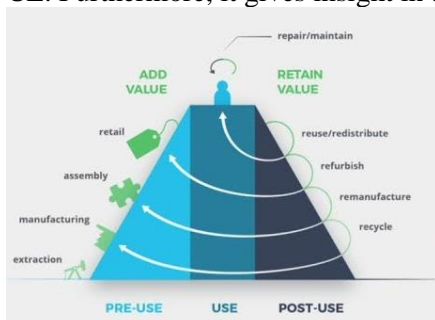 repair/maintain
ADD
VALUE
RETAIN
VALUE
retail
reuse/redistribute
assembly
refurbish
remanufacture
manufacturing
recycle
extraction
PRE-USE
USE
POST-USE